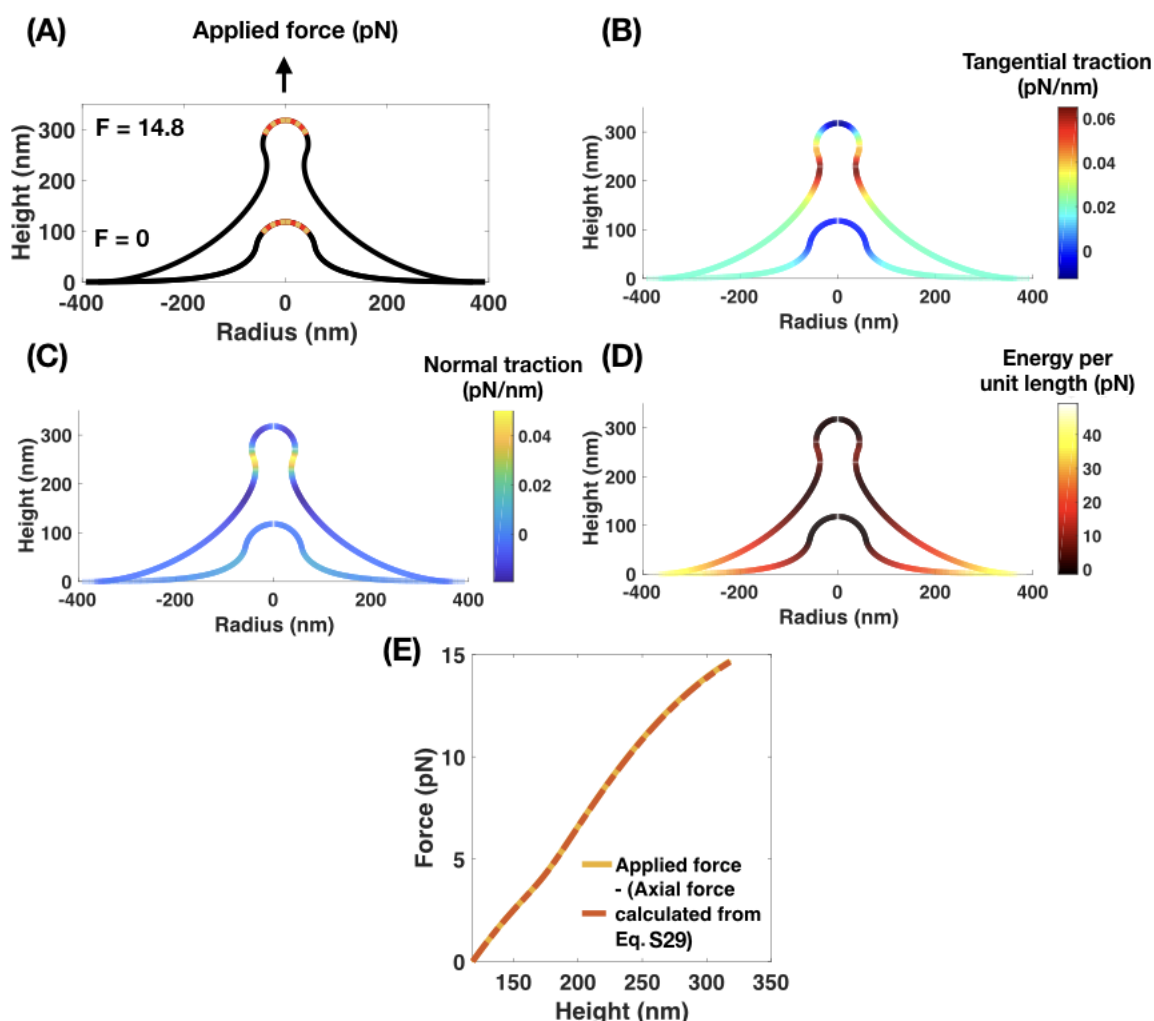 (A)
Applied force (pN)
F = 14.8
F = 0
Height (nm)
300
200
100
0
-400
-200
0
200
400
Radius (nm)
(B)
Tangential traction
(pN/nm)
0.06
0.04
0.02
0
Height (nm)
300
200
100
0
-400
-200
0
200
400
Radius (nm)
(C)
Normal traction
(pN/nm)
0.04
0.02
0
Height (nm)
300
200
100
0
-400
-200
0
200
400
Radius (nm)
(D)
Energy per
unit length (pN)
40
30
20
10
0
Height (nm)
300
200
100
0
-400
-200
0
200
400
Radius (nm)
(E)
Force (pN)
15
10
5
0
Applied force
- (Axial force
calculated from
Eq. S29)
150
200
250
300
350
Height (nm)